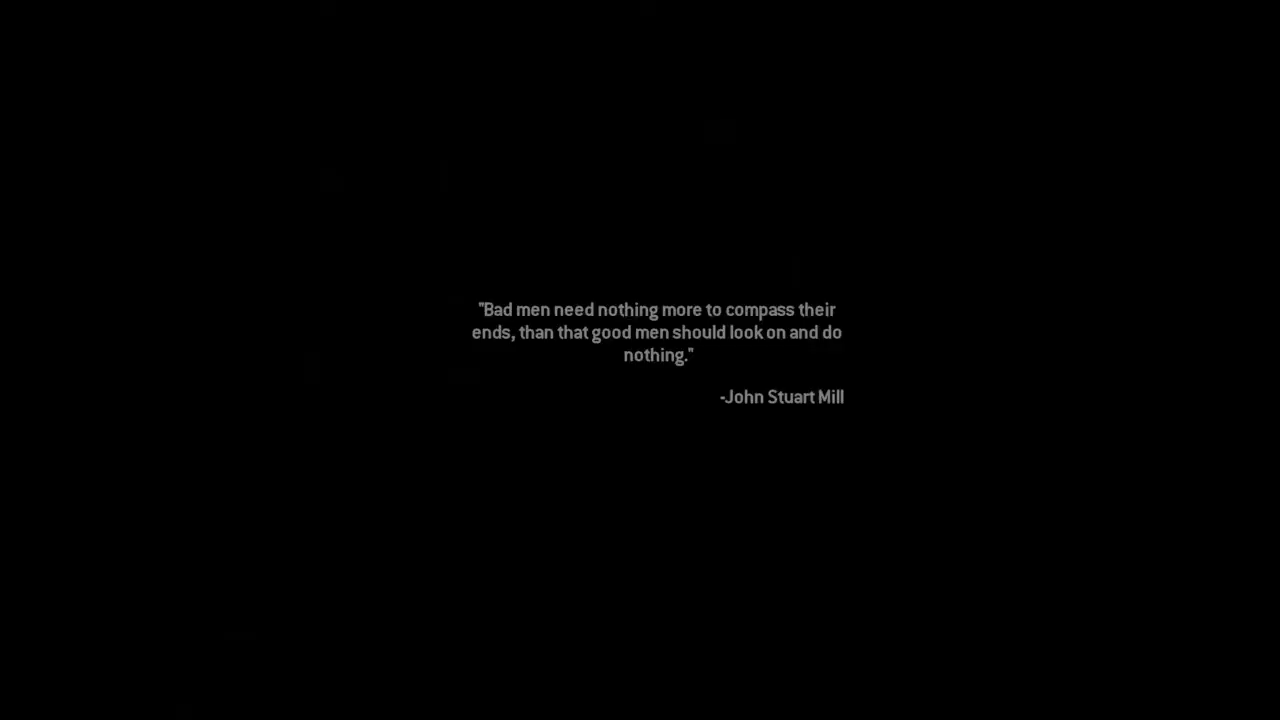 "Bad men need nothing more to compass their
ends, than that good men should look on and do
nothing."
-John Stuart Mill